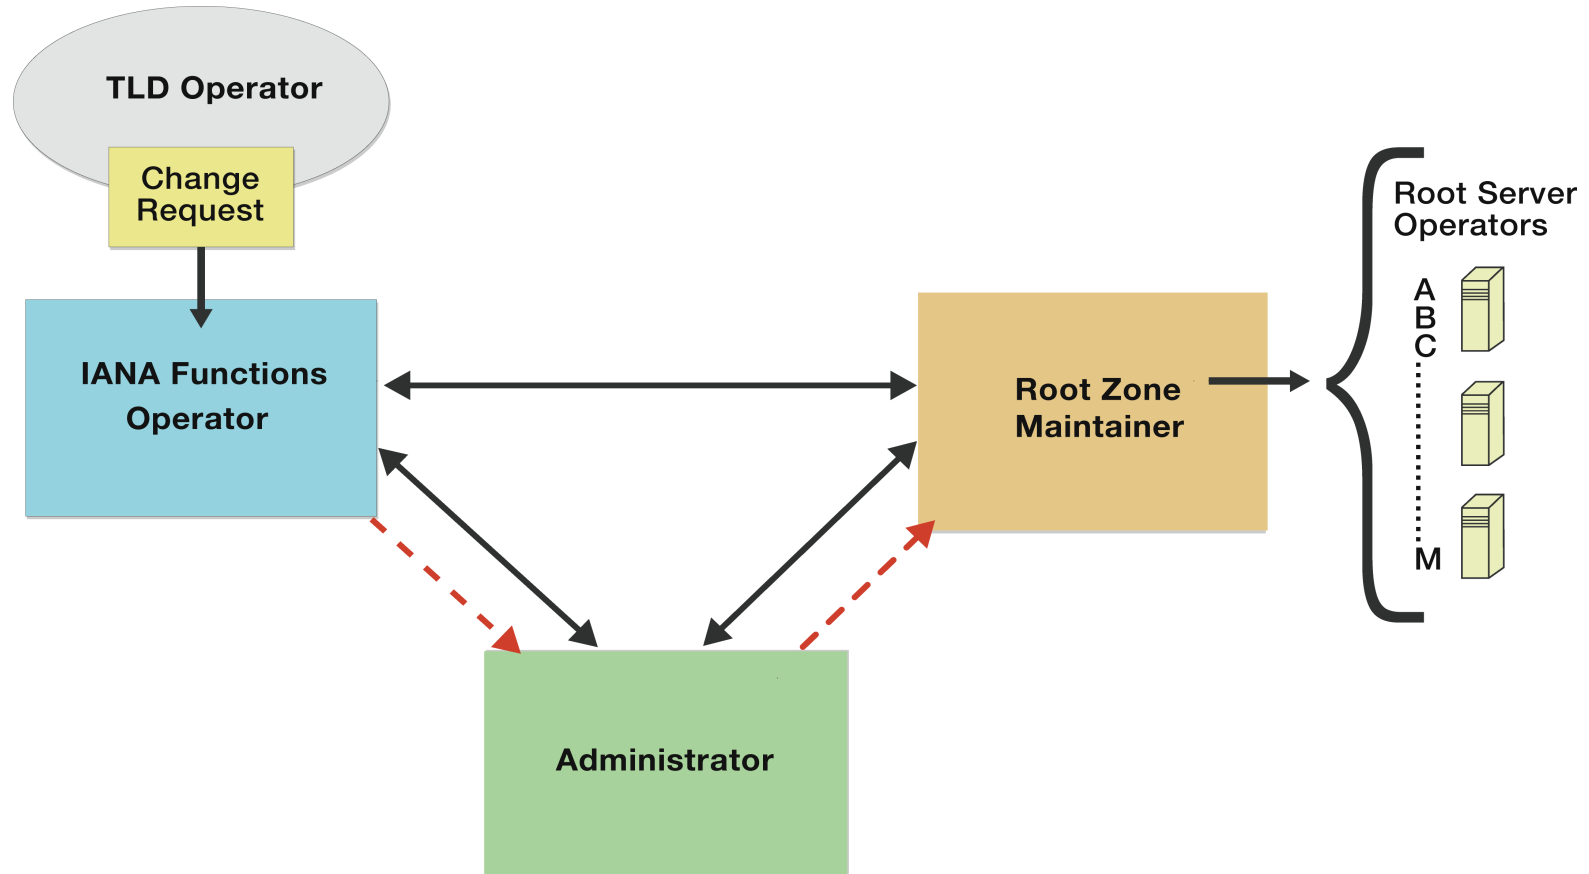 TLD Operator
Change
Request
IANA Functions
Operator
Root Zone
Maintainer
Administrator
Root Server
Operators
A
B
C
M